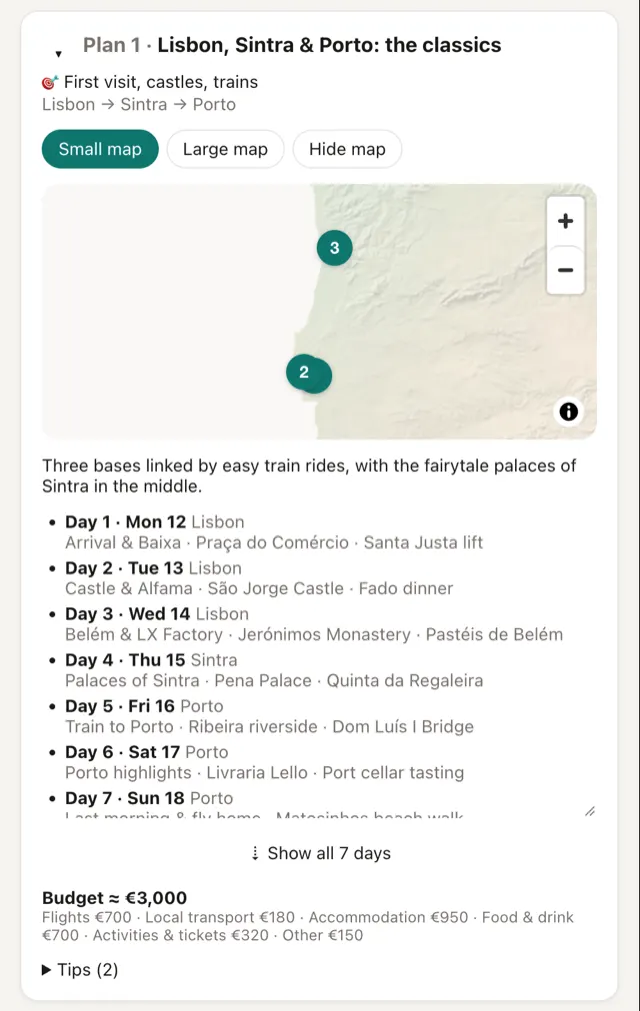 Plan 1 · Lisbon, Sintra & Porto: the classics
First visit, castles, trains
Lisbon → Sintra → Porto
Small map
Large map
Hide map
+
3
−
2
i
Three bases linked by easy train rides, with the fairytale palaces of
Sintra in the middle.
• Day 1 · Mon 12 Lisbon
Arrival & Baixa · Praça do Comércio · Santa Justa lift
• Day 2 · Tue 13 Lisbon
Castle & Alfama · São Jorge Castle · Fado dinner
• Day 3 · Wed 14 Lisbon
Belém & LX Factory · Jerónimos Monastery · Pastéis de Belém
• Day 4 · Thu 15 Sintra
Palaces of Sintra · Pena Palace · Quinta da Regaleira
• Day 5 · Fri 16 Porto
Train to Porto · Ribeira riverside · Dom Luís I Bridge
• Day 6 · Sat 17 Porto
Porto highlights · Livraria Lello · Port cellar tasting
• Day 7 · Sun 18 Porto
Last morning & fly home · Matosinhos beach walk
Show all 7 days
Budget ≈ €3,000
Flights €700 · Local transport €180 · Accommodation €950 · Food & drink
€700 · Activities & tickets €320 · Other €150
Tips (2)